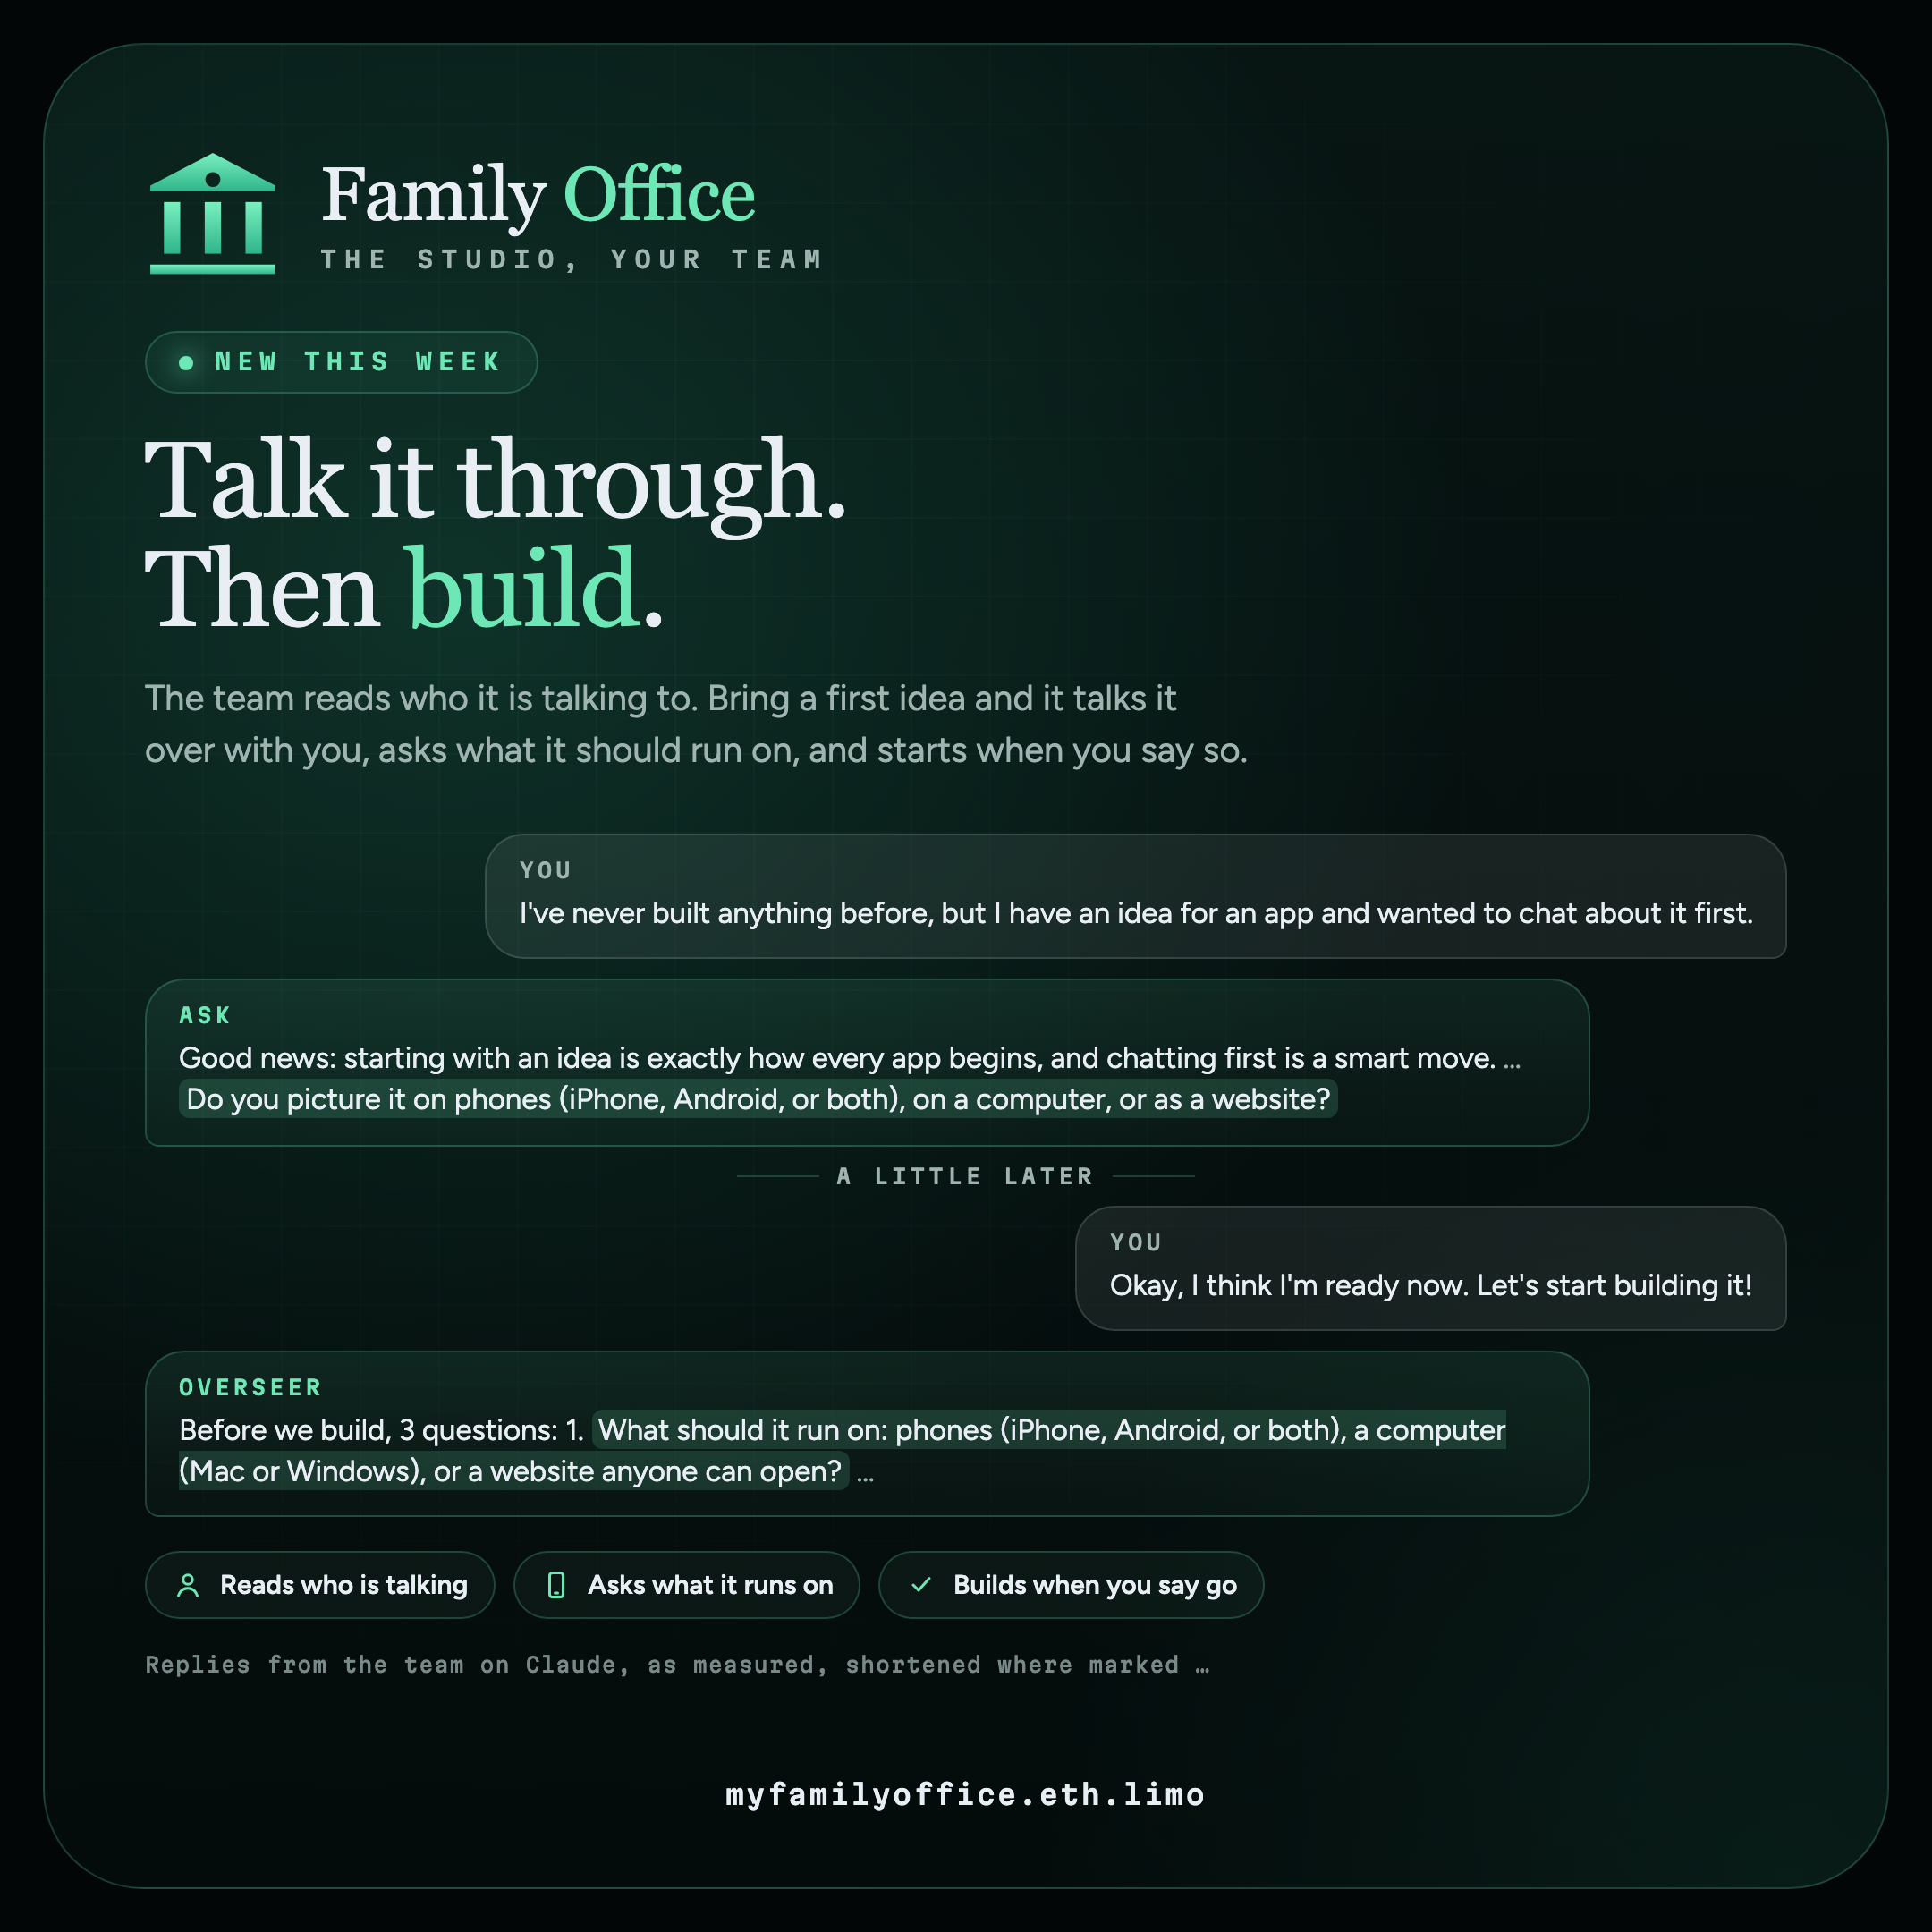 Family Office
THE STUDIO, YOUR TEAM
NEW THIS WEEK
Talk it through.
Then build.
The team reads who it is talking to. Bring a first idea and it talks it
over with you, asks what it should run on, and starts when you say so.
YOU
I've never built anything before, but I have an idea for an app and wanted to chat about it first.
ASK
Good news: starting with an idea is exactly how every app begins, and chatting first is a smart move. ...
Do you picture it on phones (iPhone, Android, or both), on a computer, or as a website?
A LITTLE LATER
YOU
Okay, I think I'm ready now. Let's start building it!
OVERSEER
Before we build, 3 questions: 1. What should it run on: phones (iPhone, Android, or both), a computer
(Mac or Windows), or a website anyone can open? ...
Reads who is talking
Asks what it runs on
Builds when you say go
Replies from the team on Claude, as measured, shortened where marked …
myfamilyoffice.eth.limo